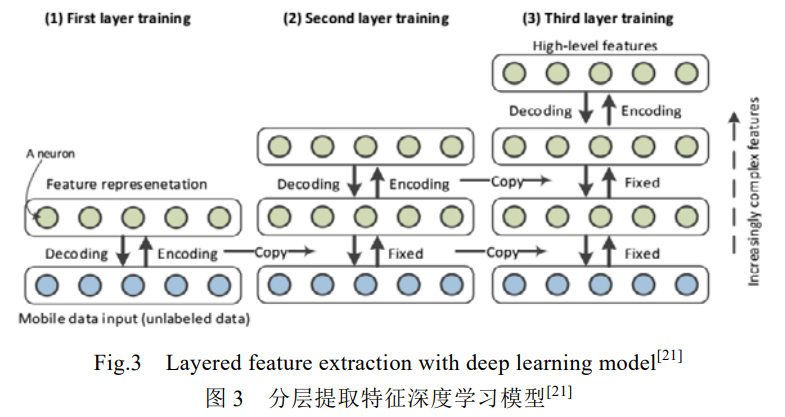 (1) First layer training
(2) Second layer training
(3) Third layer training
High-level features
Decoding
Encoding
A neuron
Feature represenetation
Decoding
Encoding
Copy
Fixed
Decoding
Encoding
Copy
Fixed
Copy
Fixed
Mobile data input (unlabeled data)
Increasingly complex features
Fig.3 Layered feature extraction with deep learning model[21]
图 3 分层提取特征深度学习模型[21]